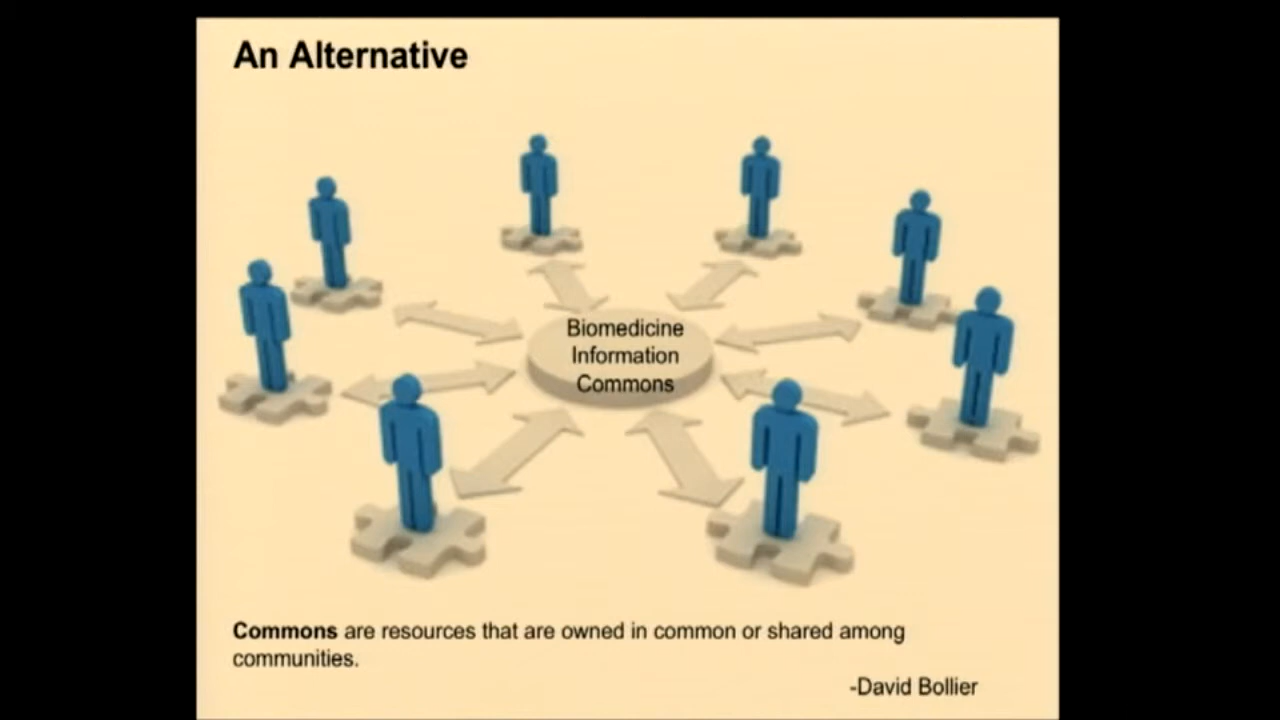 An Alternative
Biomedicine
Information
Commons
Commons are resources that are owned in common or shared among
communities.
-David Bollier